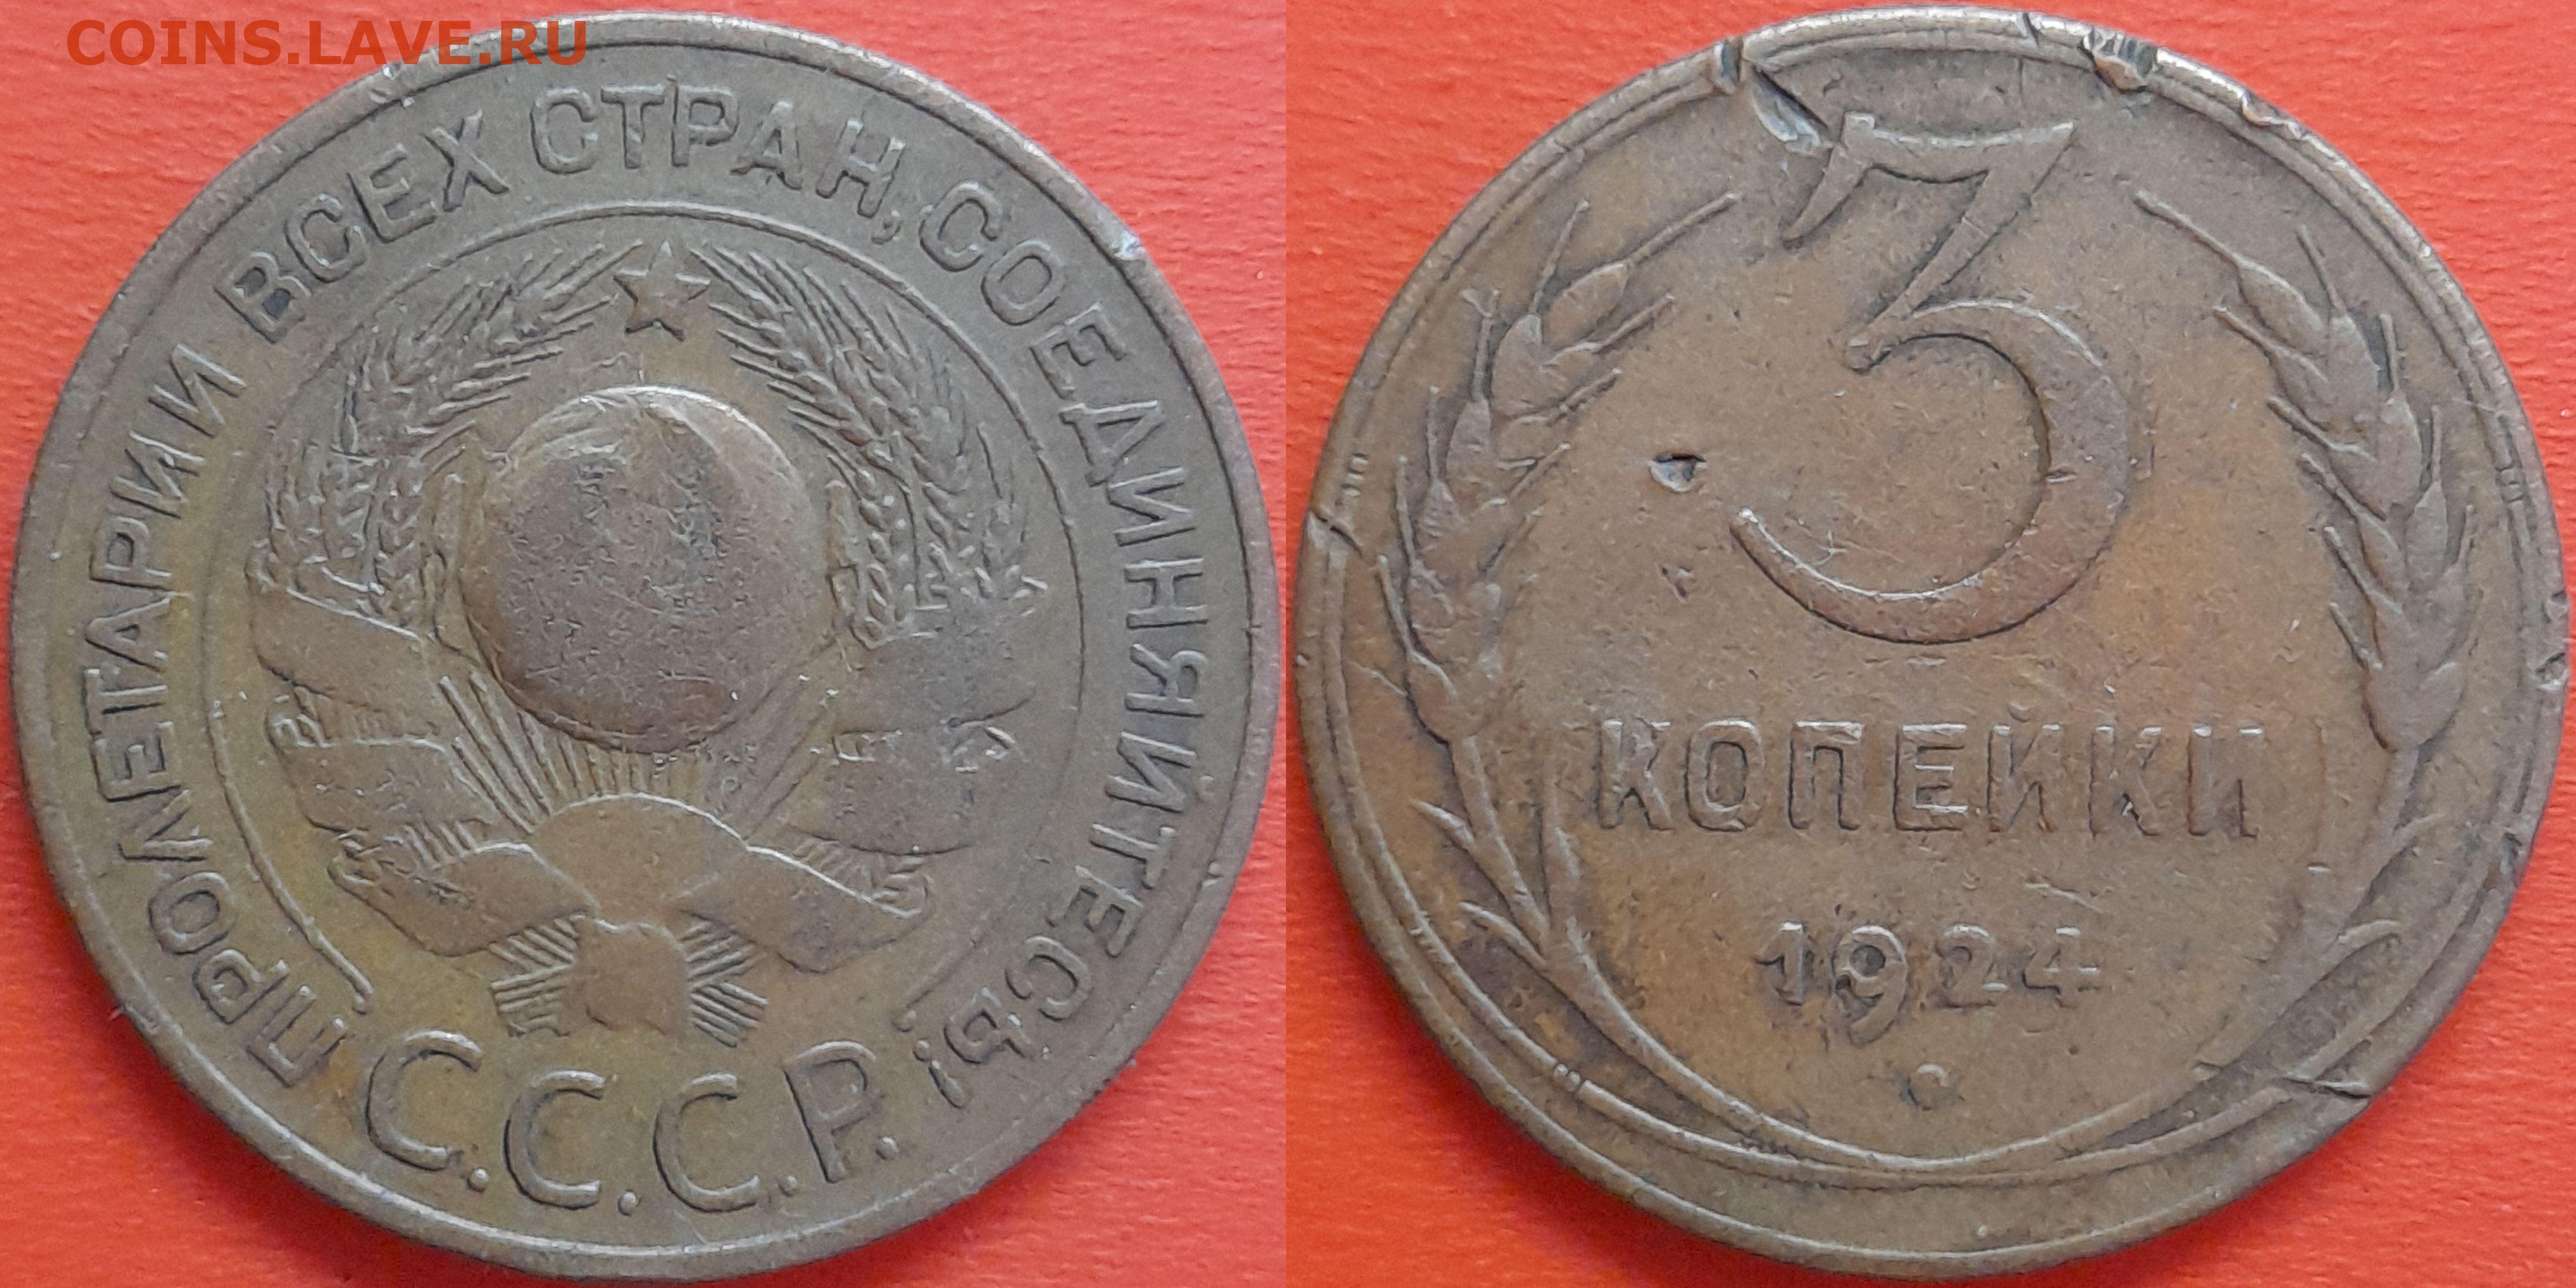 COINS.LAVE.RU
ПРОЛЕТАРИИ ВСЕХ СТРАН, СОЕДИНЯЙТЕСЬ!
С.С.С.Р.
3
КОПЕЙКИ
1924